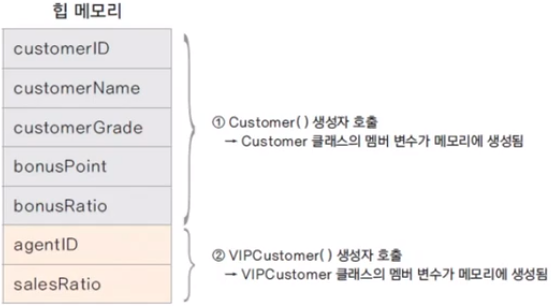 힙 메모리
customerID
customerName
customerGrade
bonusPoint
bonusRatio
agentID
salesRatio
① Customer( ) 생성자 호출
→ Customer 클래스의 멤버 변수가 메모리에 생성됨
② VIPCustomer( ) 생성자 호출
→ VIPCustomer 클래스의 멤버 변수가 메모리에 생성됨